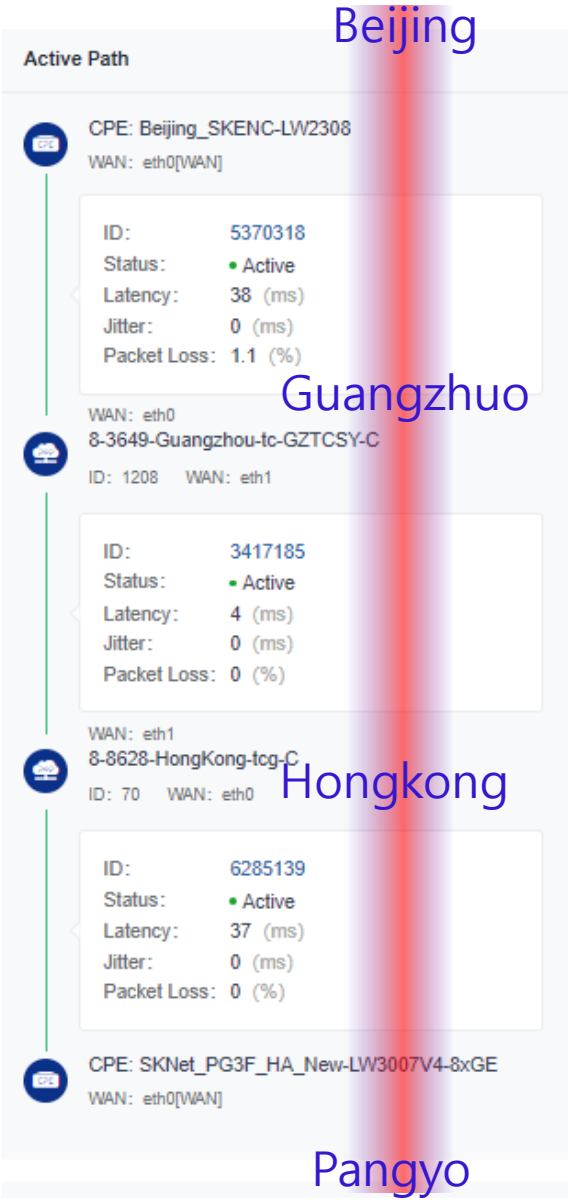 Beijing
Active Path
CPE: Beijing_SKENC-LW2308
WAN: eth0[WAN]
ID: 5370318
Status: Active
Latency: 38 (ms)
Jitter: 0 (ms)
Packet Loss: 1.1 (%)
Guangzhuo
WAN: eth0
8-3649-Guangzhou-tc-GZTCSY-C
ID: 1208 WAN: eth1
ID: 3417185
Status: Active
Latency: 4 (ms)
Jitter: 0 (ms)
Packet Loss: 0 (%)
WAN: eth1
8-8628-HongKong-tcg-C
Hongkong
ID: 70 WAN: eth0
ID: 6285139
Status: Active
Latency: 37 (ms)
Jitter: 0 (ms)
Packet Loss: 0 (%)
CPE: SKNet_PG3F_HA_New-LW3007V4-8xGE
WAN: eth0[WAN]
Pangyo